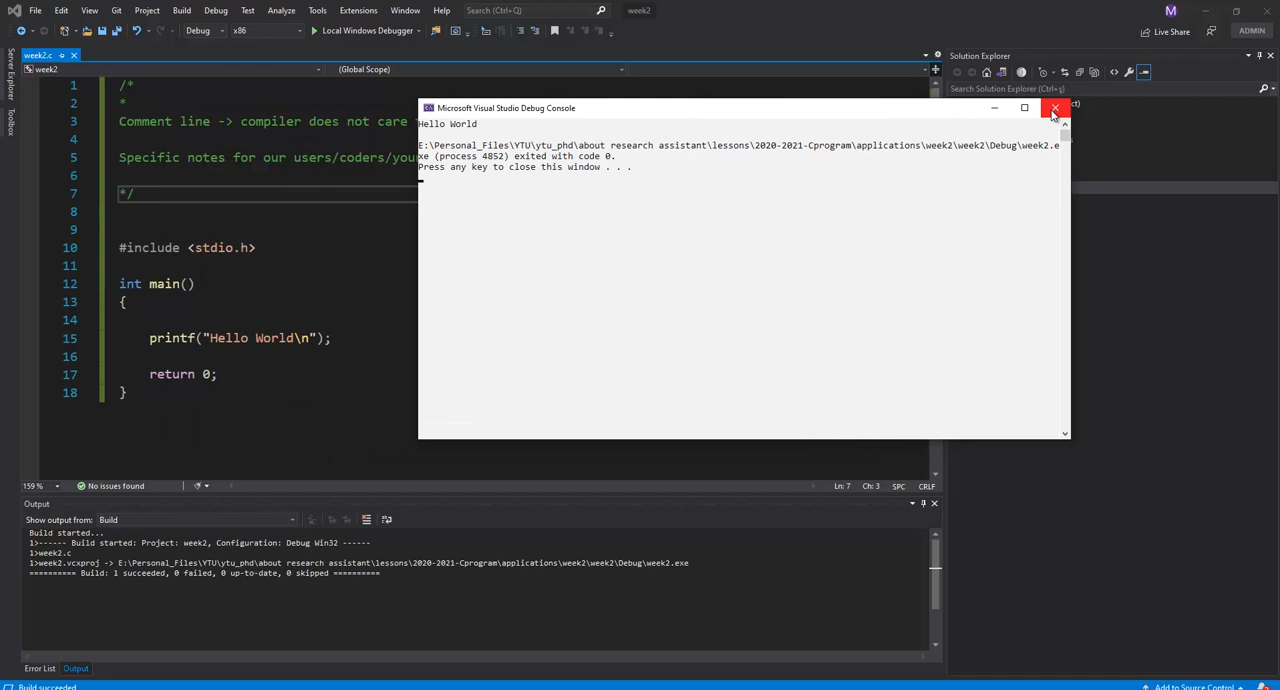 File Edit View Git Project Build Debug Test Analyze Tools Extensions Window Help Search (Ctrl+Q) week2 M
Debug x86 Local Windows Debugger Live Share ADMIN
Server Explorer
Toolbox
week2.c
week2 (Global Scope)
1 /*
2 *
3 Comment line -> compiler does not care
4
5 Specific notes for our users/coders/your
6
7 */
8
9
10 #include <stdio.h>
11
12 int main()
13 {
14
15 printf("Hello World\n");
16
17 return 0;
18 }
Microsoft Visual Studio Debug Console
Hello World
E:\Personal_Files\YTU\ytu_phd\about research assistant\lessons\2020-2021-Cprogram\applications\week2\week2\Debug\week2.e
xe (process 4852) exited with code 0.
Press any key to close this window . . .
Solution Explorer
Search Solution Explorer (Ctrl+ş)
159 % No issues found Ln: 7 Ch: 3 SPC CRLF
Output
Show output from: Build
Build started...
1>------ Build started: Project: week2, Configuration: Debug Win32 ------
1>week2.c
1>week2.vcxproj -> E:\Personal_Files\YTU\ytu_phd\about research assistant\lessons\2020-2021-Cprogram\applications\week2\week2\Debug\week2.exe
========== Build: 1 succeeded, 0 failed, 0 up-to-date, 0 skipped ==========
Error List Output
Build succeeded Add to Source Control